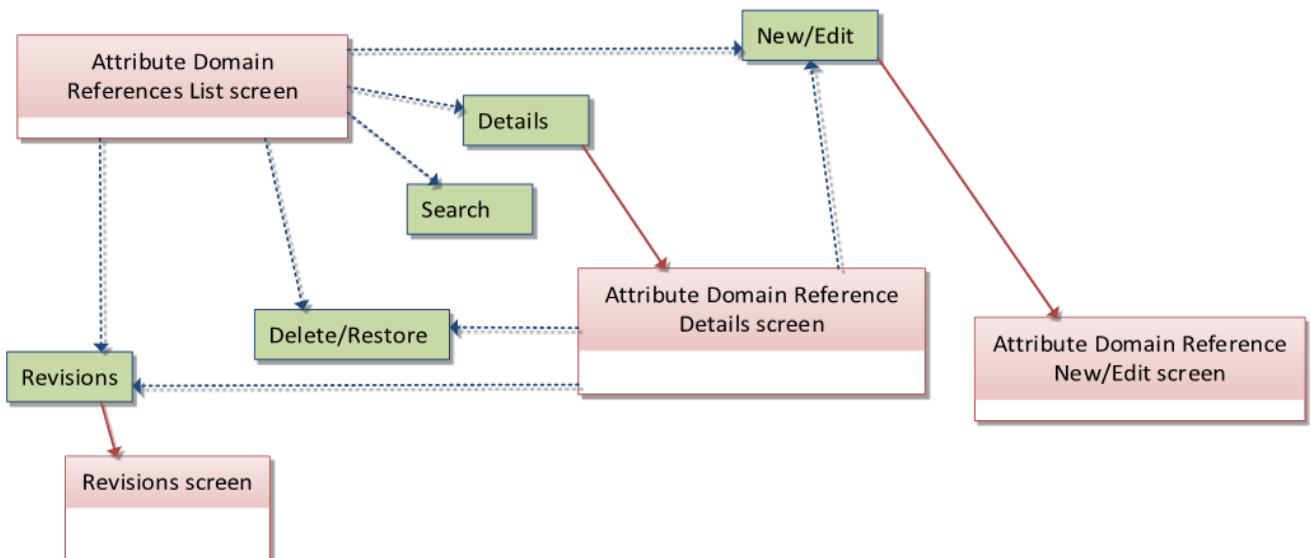 New/Edit
Attribute Domain
References List screen
Details
Search
Attribute Domain Reference
Details screen
Delete/Restore
Attribute Domain Reference
New/Edit screen
Revisions
Revisions screen